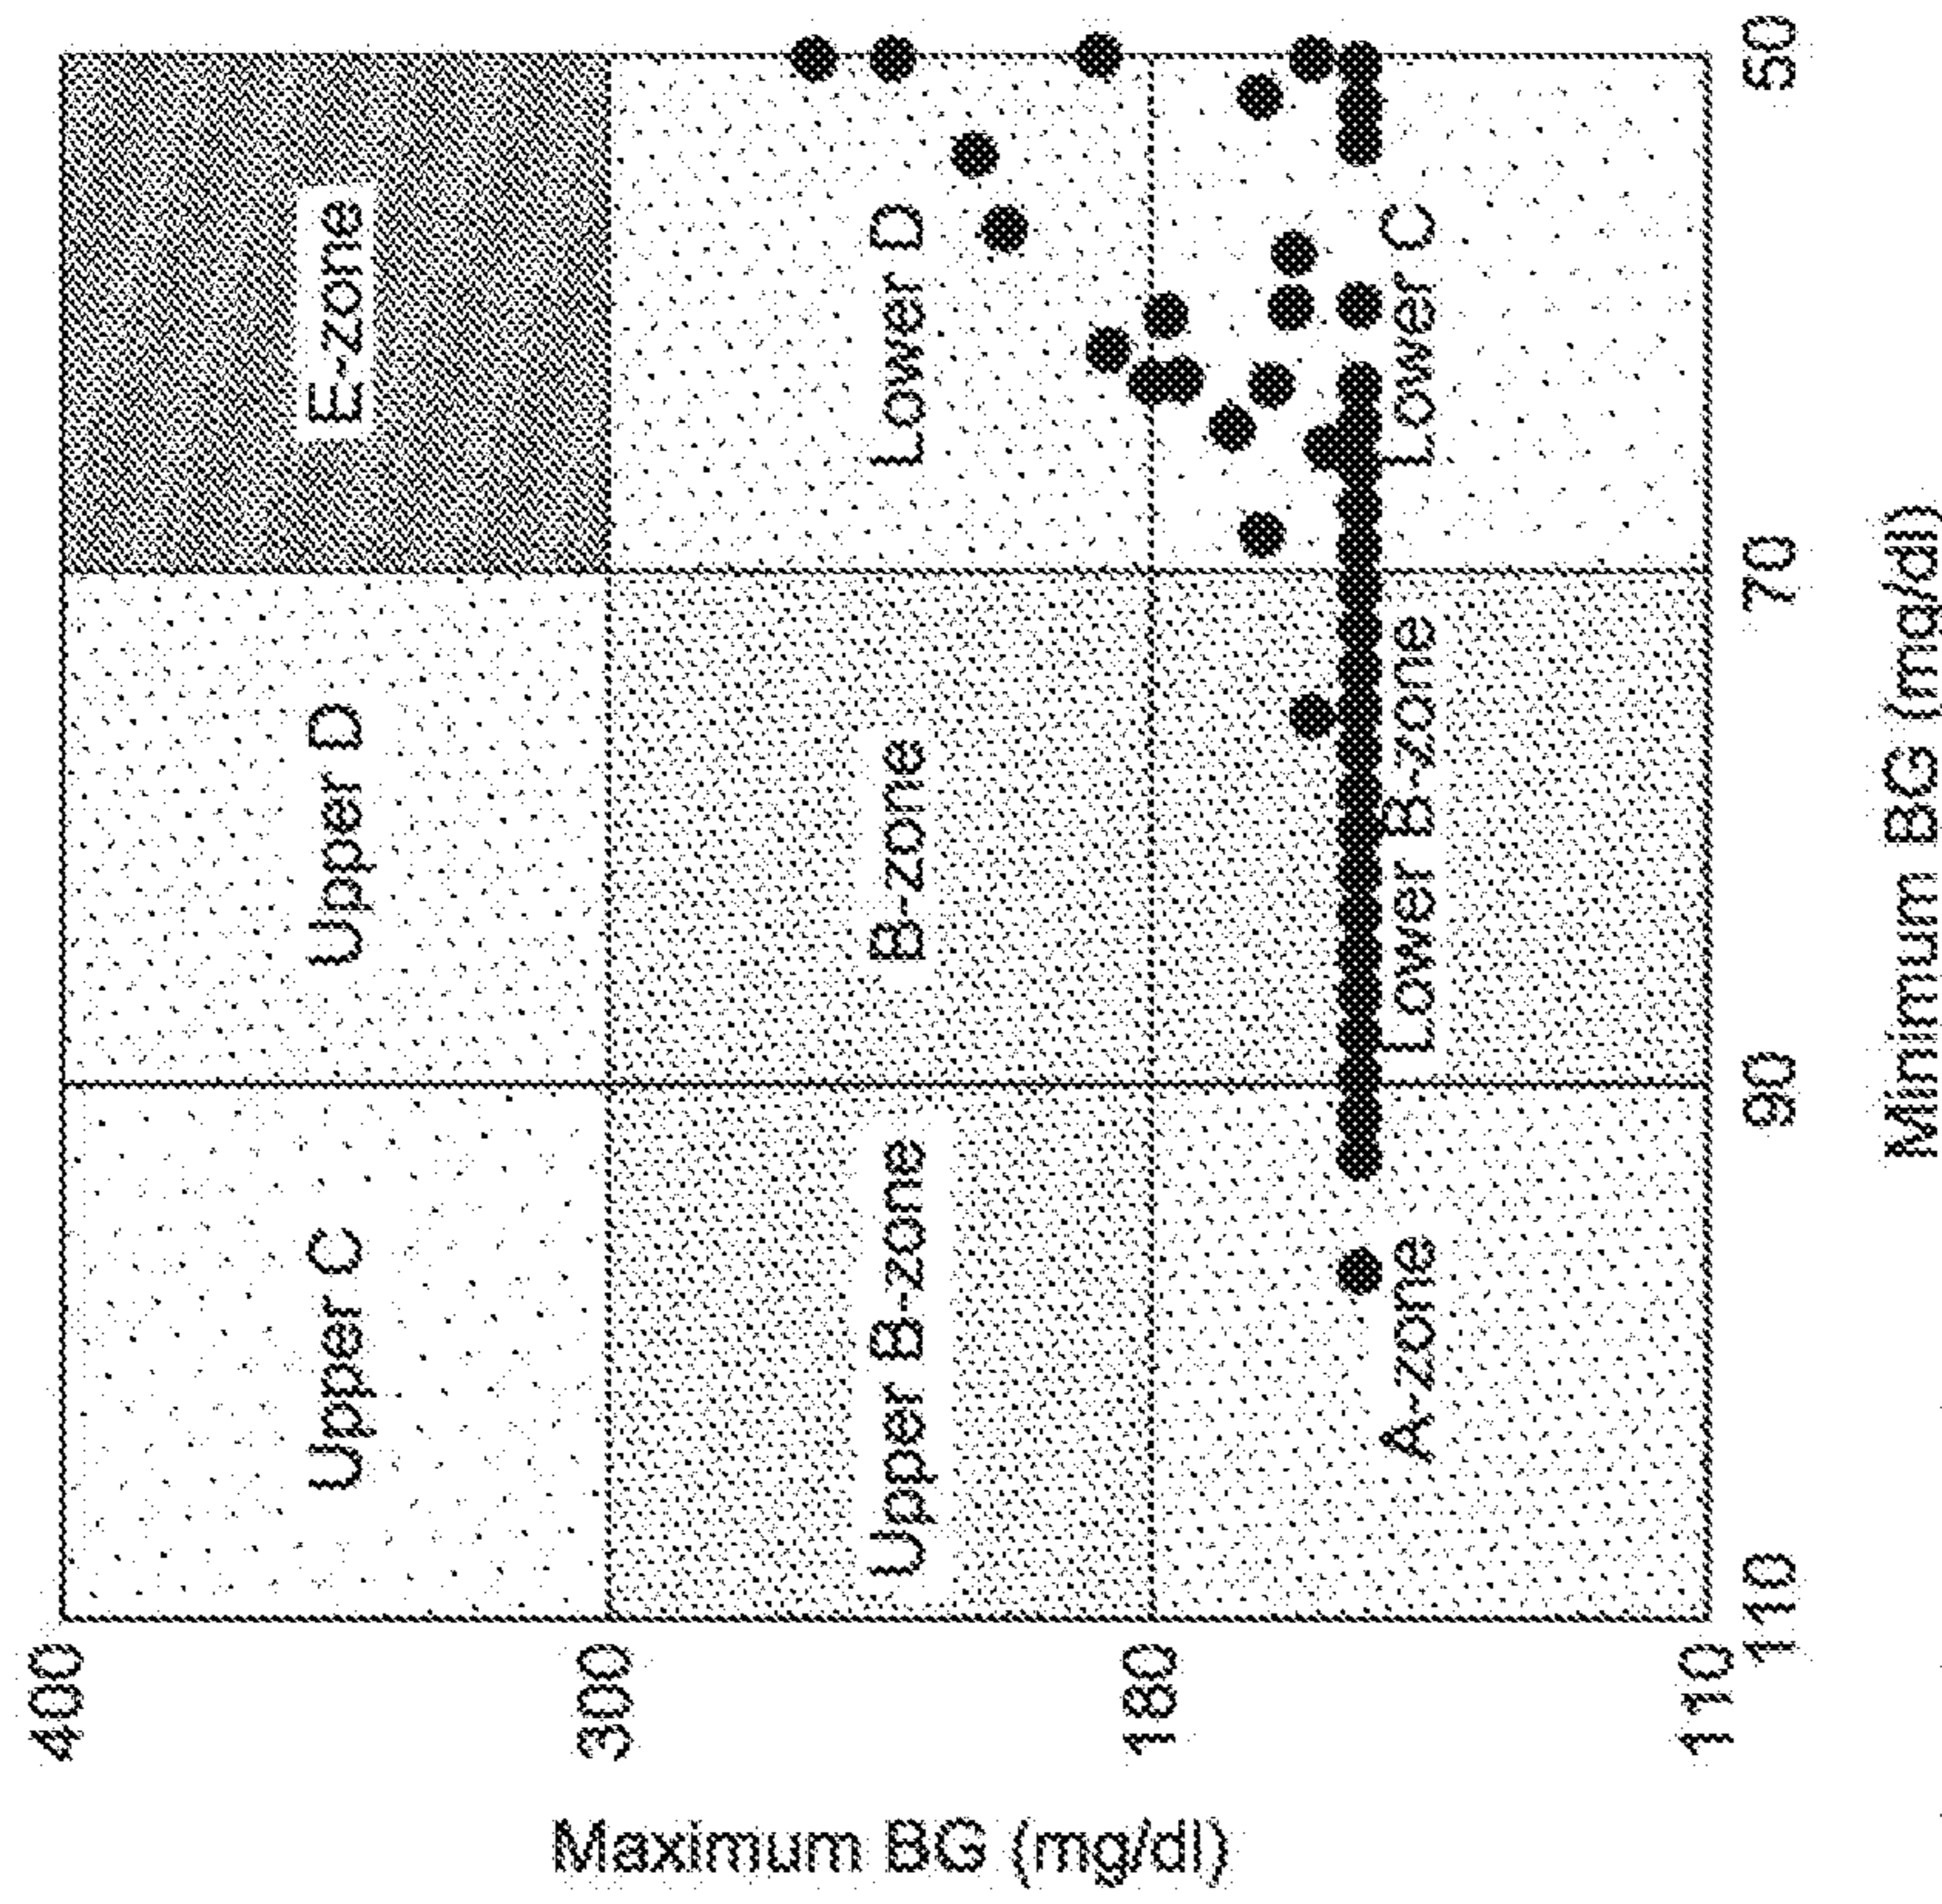 400
300
180
110
Maximum BG (mg/dl)
Upper C
Upper D
E-zone
Upper B-zone
B-zone
Lower D
A-zone
Lower B-zone
Lower C
110
90
70
50
Minimum BG (mg/dl)